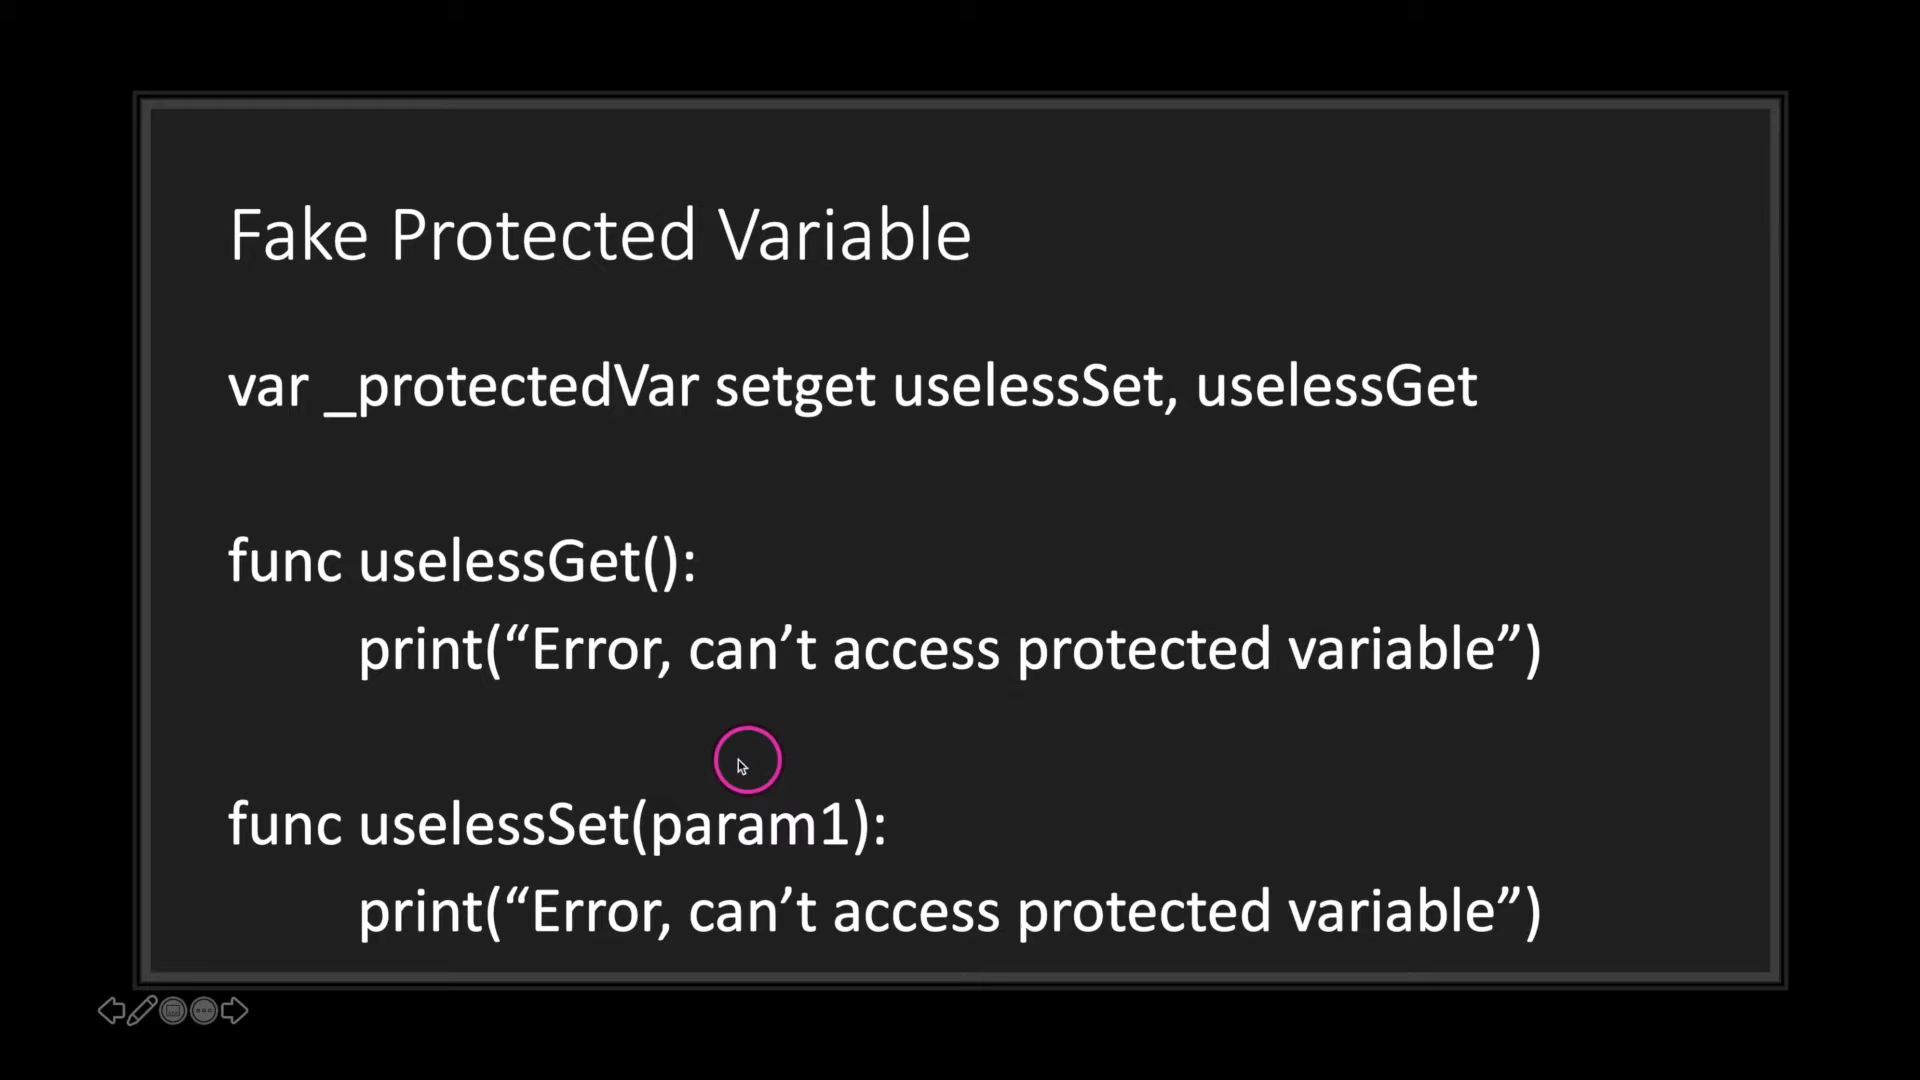 Fake Protected Variable
var _protectedVar setget uselessSet, uselessGet
func uselessGet():
print(“Error, can’t access protected variable”)
func uselessSet(param1):
print(“Error, can’t access protected variable”)